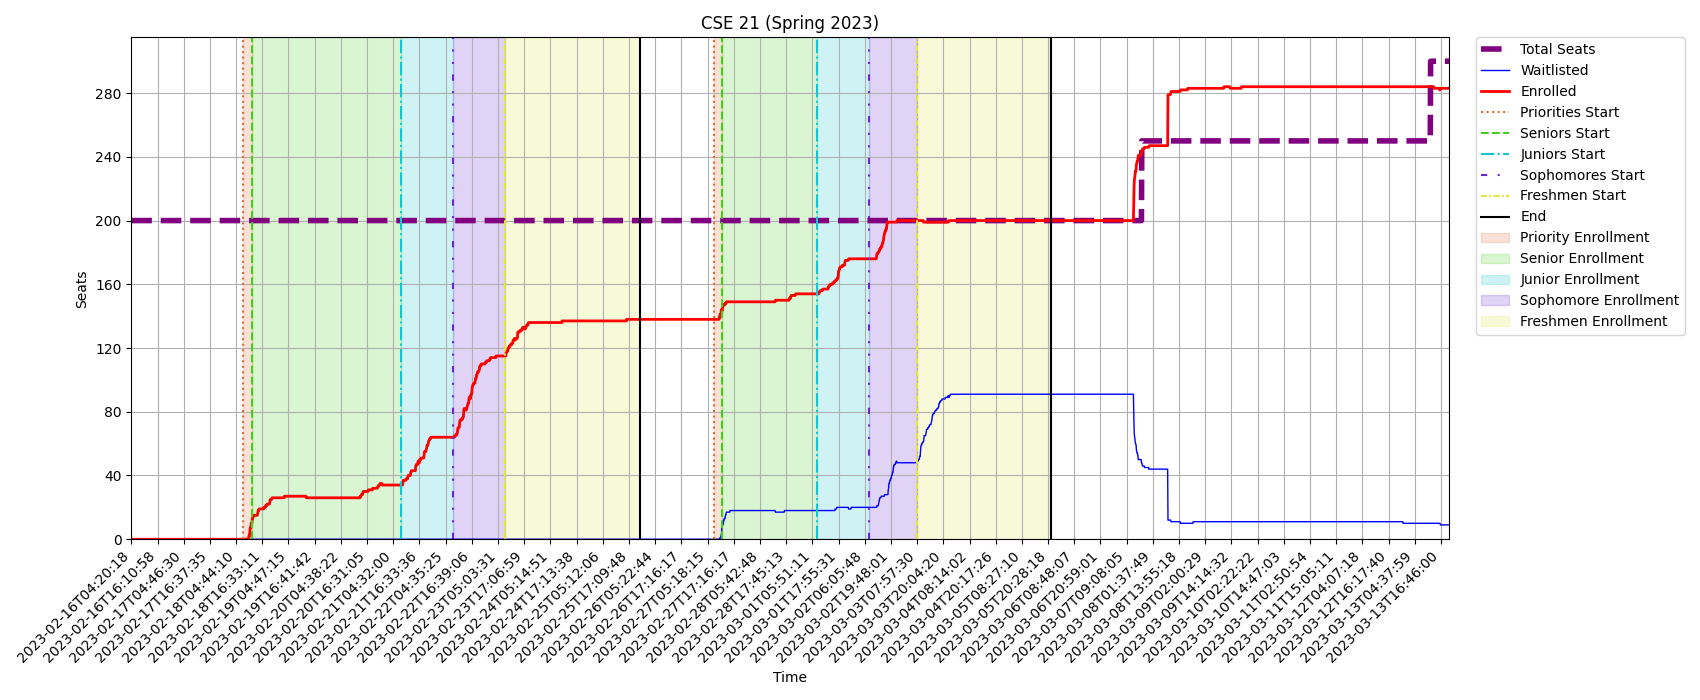 CSE 21 (Spring 2023)
Seats
280
240
200
160
120
80
40
0
2023-02-16T04:20:18
2023-02-16T16:10:58
2023-02-17T04:46:30
2023-02-17T16:37:35
2023-02-18T04:44:10
2023-02-18T16:33:11
2023-02-19T04:47:15
2023-02-19T16:41:42
2023-02-20T04:38:22
2023-02-20T16:31:05
2023-02-21T04:32:00
2023-02-21T16:33:36
2023-02-22T04:35:25
2023-02-22T16:39:06
2023-02-23T05:03:31
2023-02-23T17:06:59
2023-02-24T05:14:51
2023-02-24T17:13:38
2023-02-25T05:12:06
2023-02-25T17:09:48
2023-02-26T05:22:44
2023-02-26T17:16:17
2023-02-27T05:18:15
2023-02-27T17:16:17
2023-02-28T05:42:48
2023-02-28T17:45:13
2023-03-01T05:51:11
2023-03-01T17:55:31
2023-03-02T06:05:48
2023-03-02T19:48:01
2023-03-03T07:57:30
2023-03-03T20:04:20
2023-03-04T08:14:02
2023-03-04T20:17:26
2023-03-05T08:27:10
2023-03-05T20:28:18
2023-03-06T08:48:07
2023-03-06T20:59:01
2023-03-07T09:08:05
2023-03-08T01:37:49
2023-03-08T13:55:18
2023-03-09T02:00:29
2023-03-09T14:14:32
2023-03-10T02:22:22
2023-03-10T14:47:03
2023-03-11T02:50:54
2023-03-11T15:05:11
2023-03-12T04:07:18
2023-03-12T16:17:40
2023-03-13T04:37:59
2023-03-13T16:46:00
Time
Total Seats
Waitlisted
Enrolled
Priorities Start
Seniors Start
Juniors Start
Sophomores Start
Freshmen Start
End
Priority Enrollment
Senior Enrollment
Junior Enrollment
Sophomore Enrollment
Freshmen Enrollment